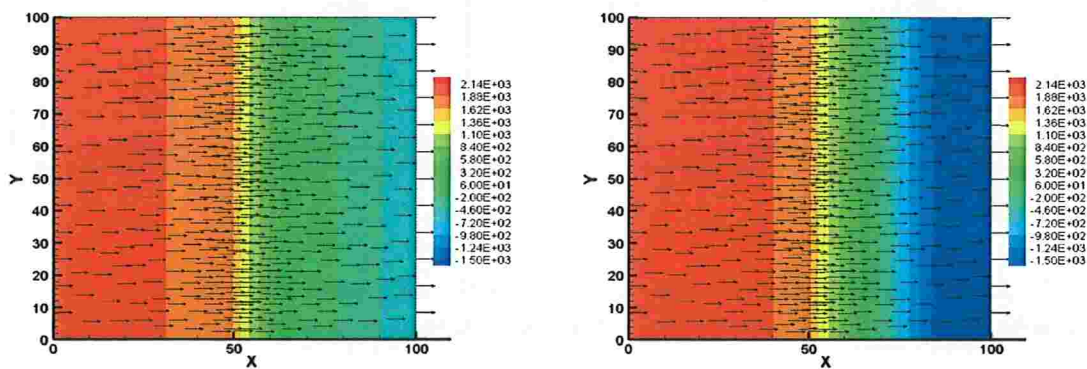 100
90
80
70
60
50
40
30
20
10
0
Y
0
50
100
X
2.14E+03
1.88E+03
1.62E+03
1.36E+03
1.10E+03
8.40E+02
5.80E+02
3.20E+02
6.00E+01
-2.00E+02
-4.60E+02
-7.20E+02
-9.80E+02
-1.24E+03
-1.50E+03
100
90
80
70
60
50
40
30
20
10
0
Y
0
50
100
X
2.14E+03
1.88E+03
1.62E+03
1.36E+03
1.10E+03
8.40E+02
5.80E+02
3.20E+02
6.00E+01
-2.00E+02
-4.60E+02
-7.20E+02
-9.80E+02
-1.24E+03
-1.50E+03